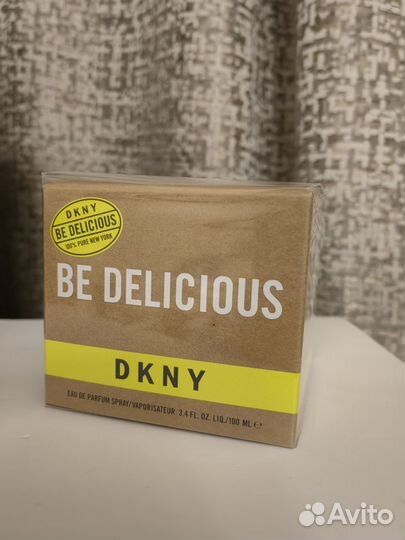 DKNY
BE DELICIOUS
100% PURE NEW YORK
BE DELICIOUS
DKNY
EAU DE PARFUM SPRAY/VAPORISATEUR 3.4 FL. OZ. LIQ./100 ML ℮
Avito